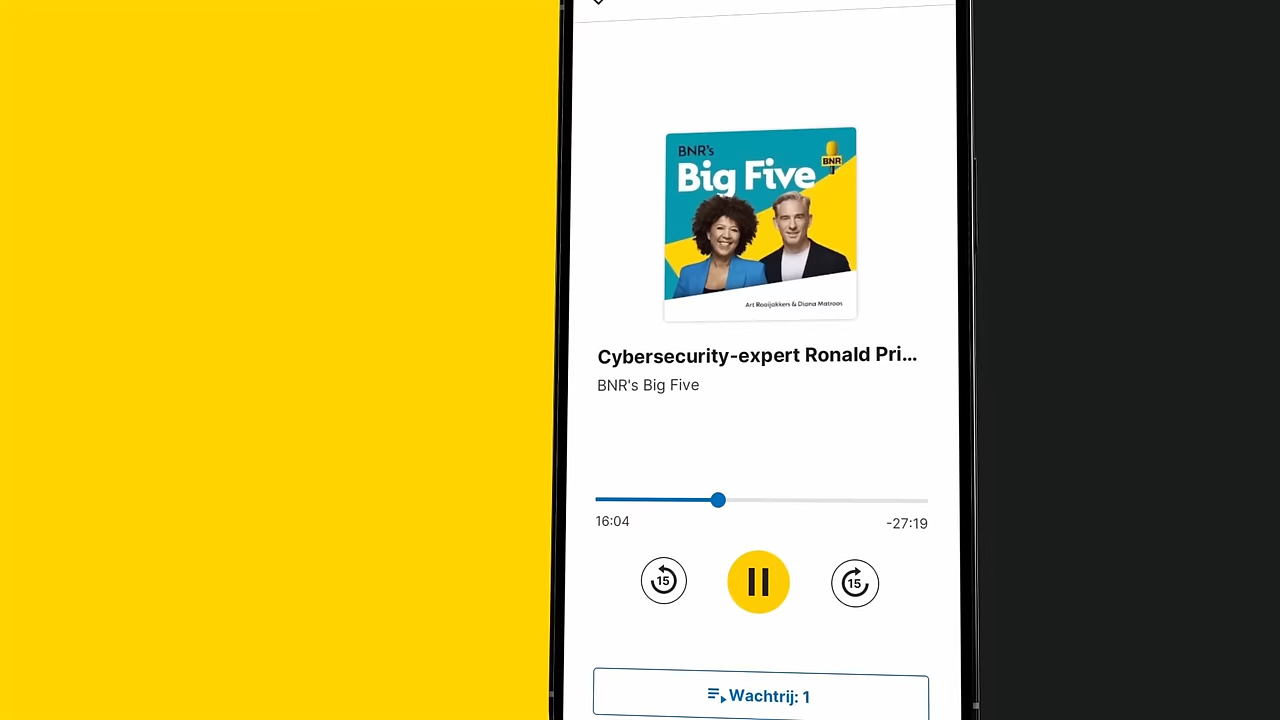 BNR's
Big Five
BNR
Art Rooijakkers & Diana Matroos
Cybersecurity-expert Ronald Pri...
BNR's Big Five
16:04
-27:19
15
15
Wachtrij: 1